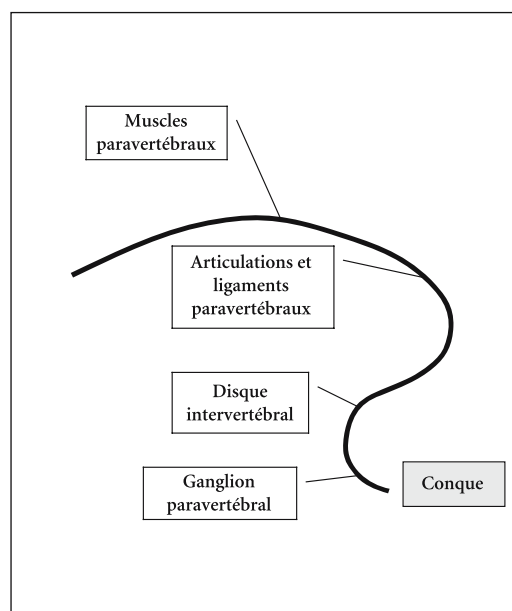 Muscles
paravertébraux
Articulations et
ligaments
paravertébraux
Disque
intervertébral
Ganglion
paravertébral
Conque